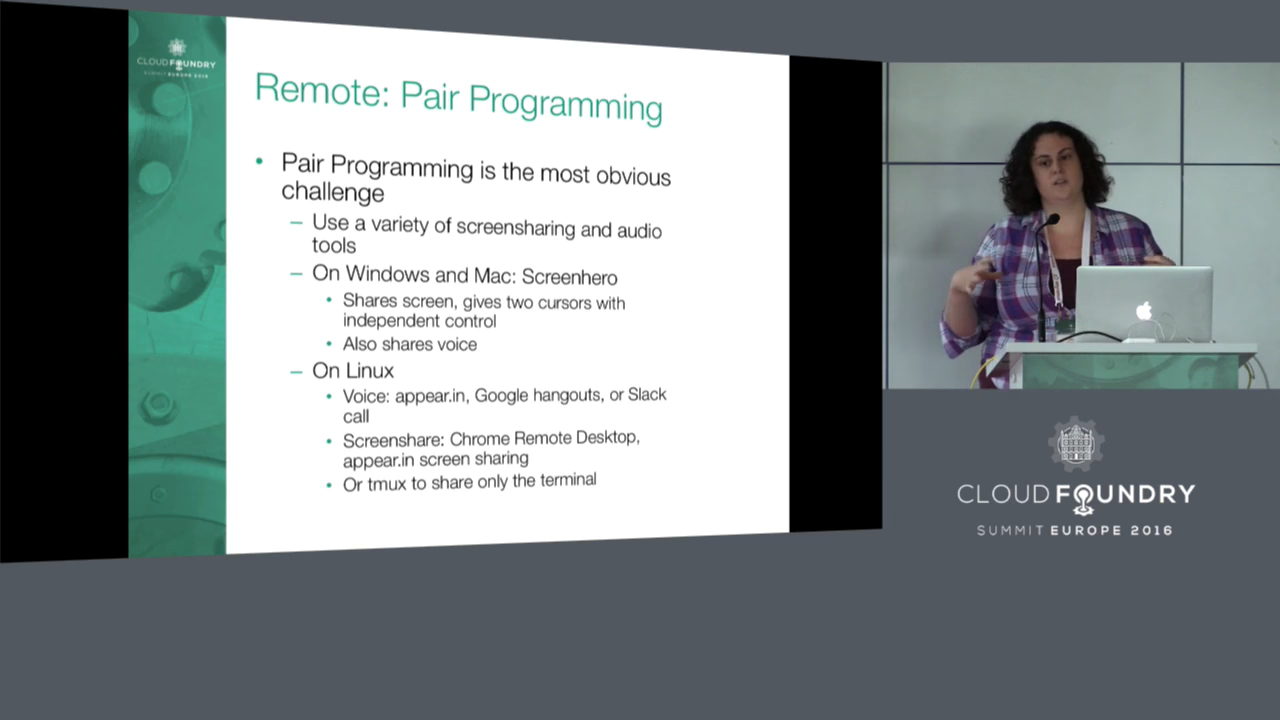 CLOUD FOUNDRY
SUMMIT EUROPE 2016
Remote: Pair Programming
• Pair Programming is the most obvious
challenge
– Use a variety of screensharing and audio
tools
– On Windows and Mac: Screenhero
• Shares screen, gives two cursors with
independent control
• Also shares voice
– On Linux
• Voice: appear.in, Google hangouts, or Slack
call
• Screenshare: Chrome Remote Desktop,
appear.in screen sharing
• Or tmux to share only the terminal
CLOUD FOUNDRY
SUMMIT EUROPE 2016